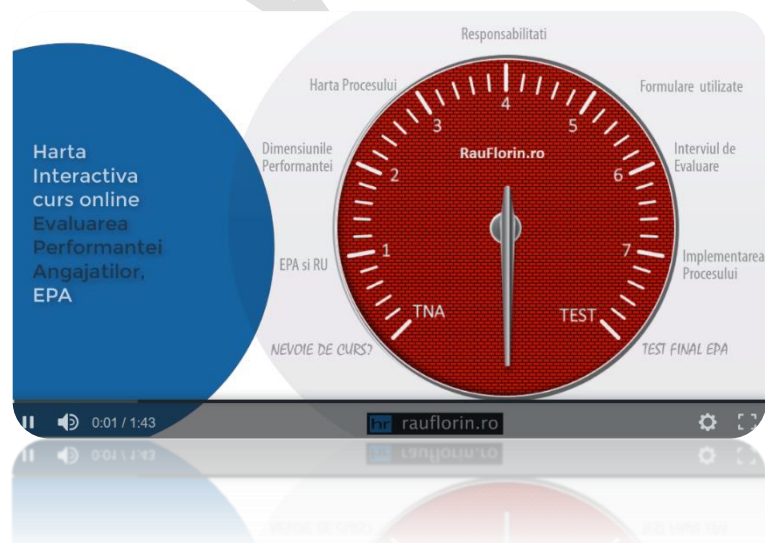 Harta
Interactiva
curs online
Evaluarea
Performantei
Angajatilor,
EPA
Responsabilitati
Harta Procesului
Formulare utilizate
Dimensiunile
Performantei
Interviul de
Evaluare
EPA si RU
Implementarea
Procesului
NEVOIE DE CURS?
TEST FINAL EPA
RauFlorin.ro
TNA
1
2
3
4
5
6
7
TEST
0:01 / 1:43
hr rauflorin.ro